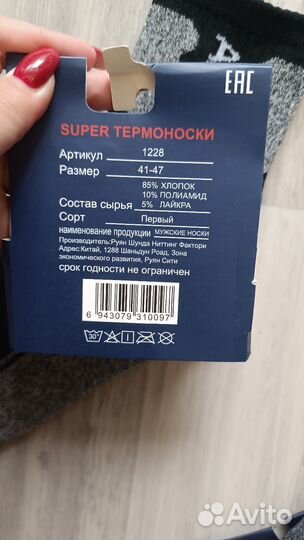 EAC
SUPER ТЕРМОНОСКИ
Артикул 1228
Размер 41-47
85% ХЛОПОК
10% ПОЛИАМИД
Состав сырья 5% ЛАЙКРА
Сорт Первый
наименование продукции МУЖСКИЕ НОСКИ
Производитель:Руян Шунда Ниттинг Фактори
Адрес:Китай, 1288 Шаньдун Роад, Зона
экономического развития, Руян Сити
срок годности не ограничен
6 943079 310097
30°
Avito